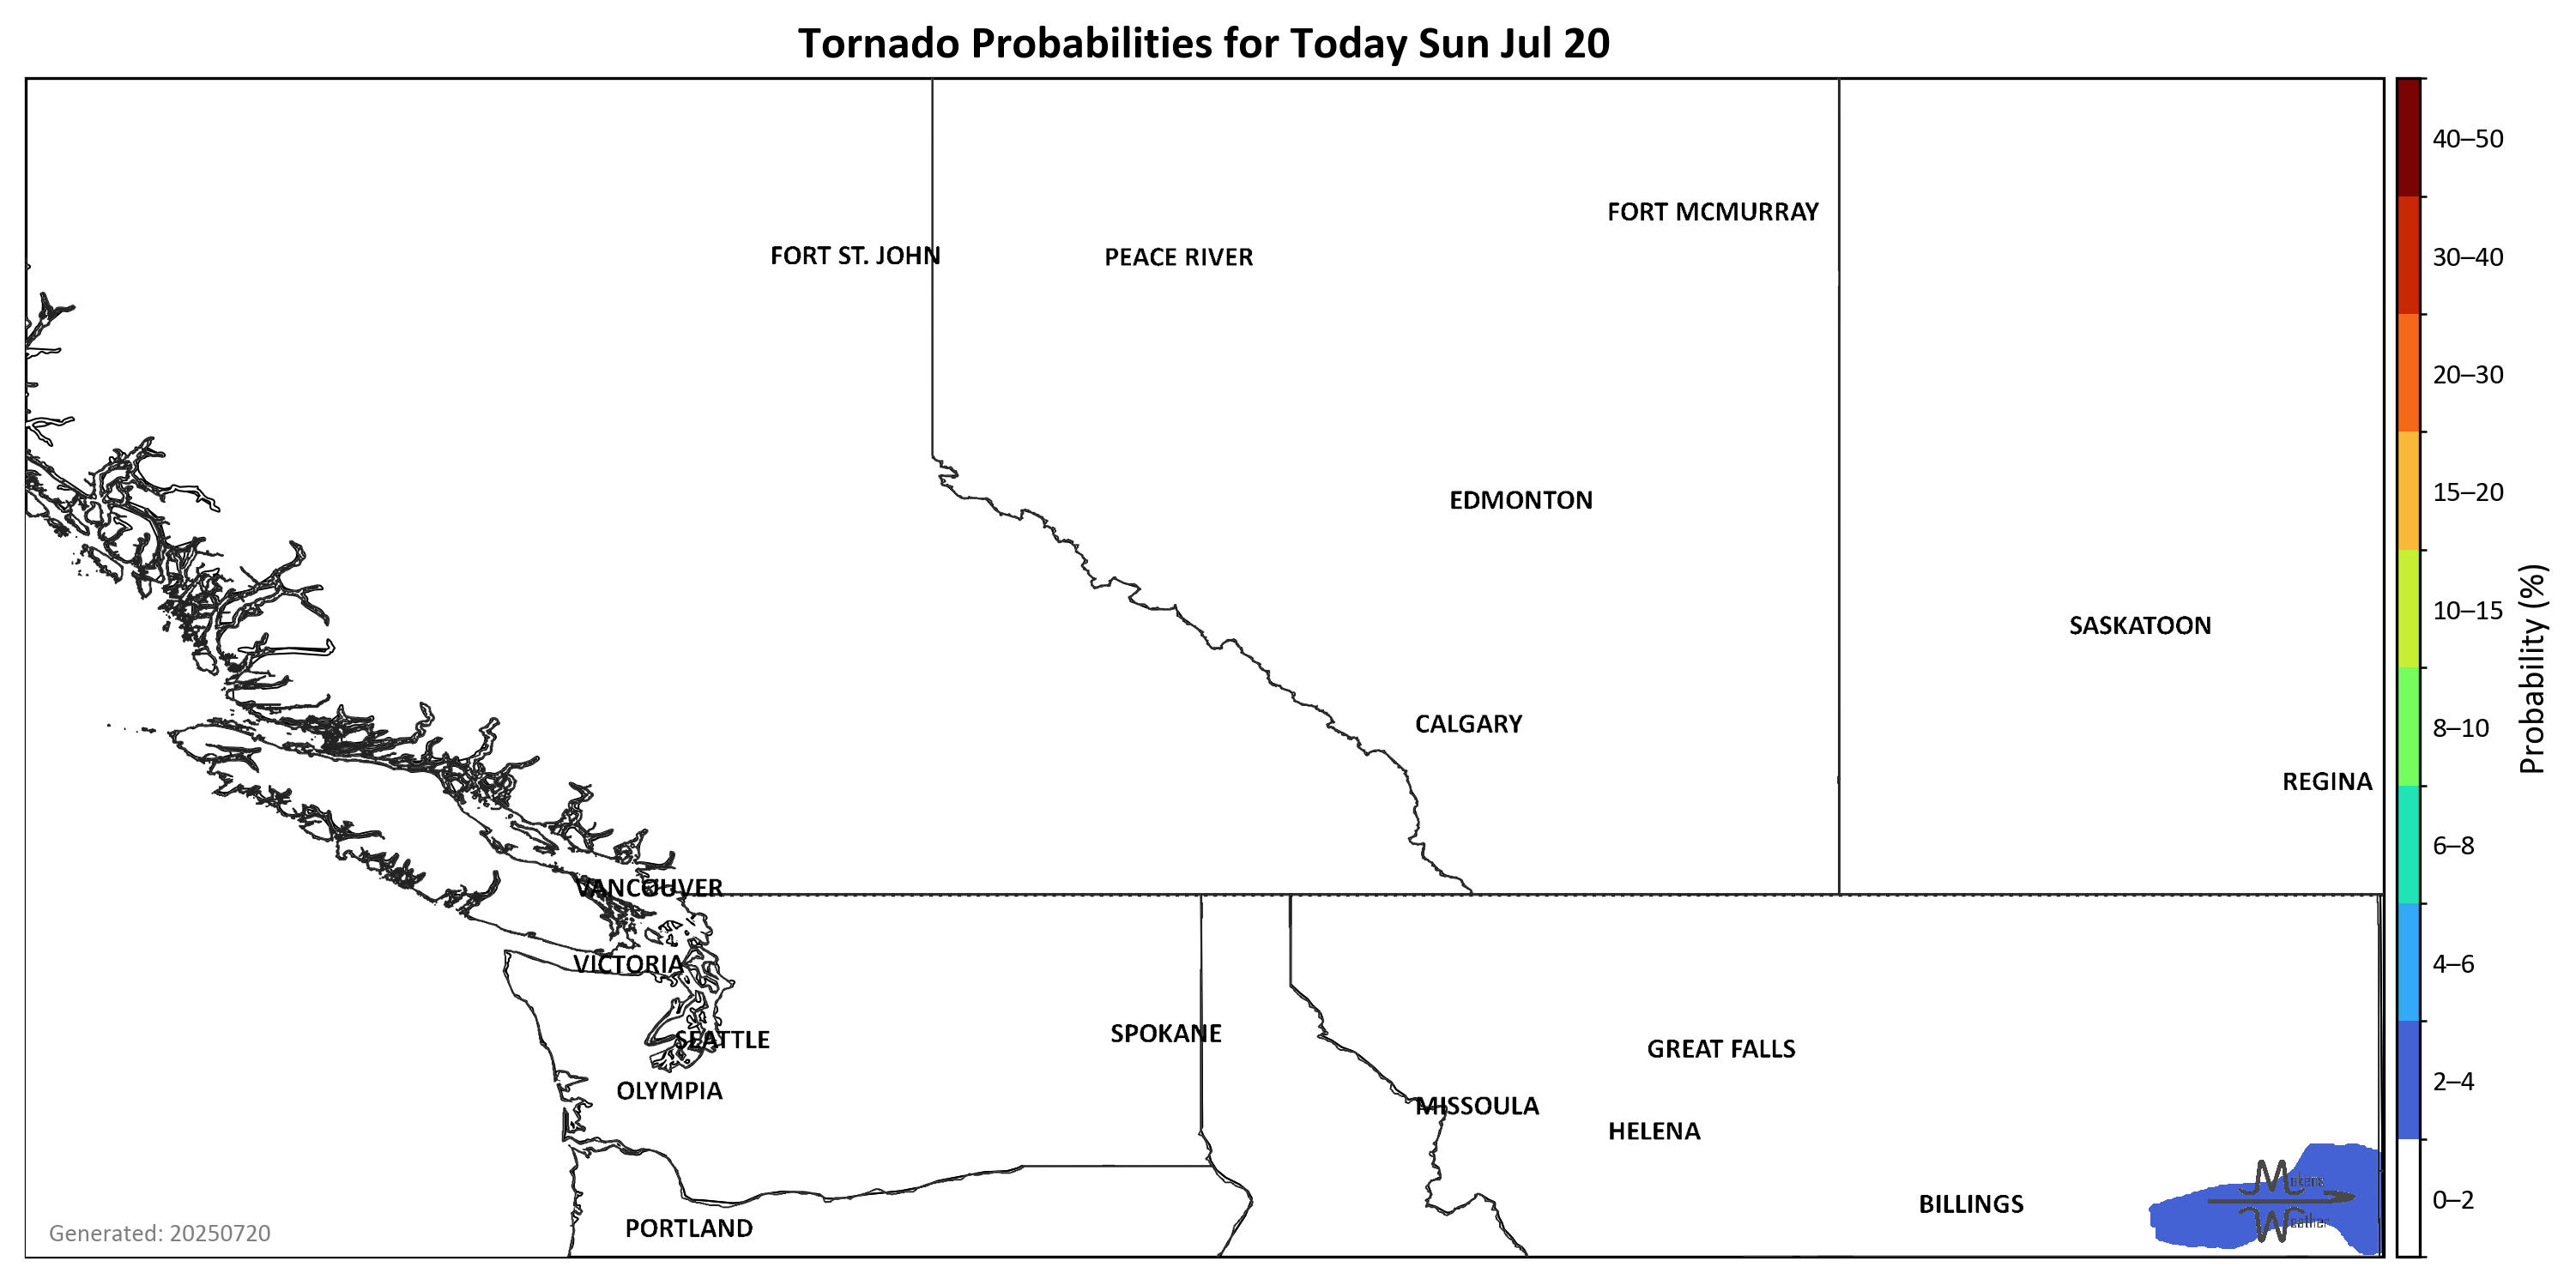 Tornado Probabilities for Today Sun Jul 20
40–50
FORT MCMURRAY
FORT ST. JOHN
PEACE RIVER
30–40
20–30
15–20
EDMONTON
10–15
SASKATOON
Probability (%)
CALGARY
8–10
REGINA
6–8
VANCOUVER
4–6
VICTORIA
SEATTLE
SPOKANE
GREAT FALLS
2–4
OLYMPIA
MISSOULA
HELENA
Mokens
Weather
0–2
BILLINGS
PORTLAND
Generated: 20250720